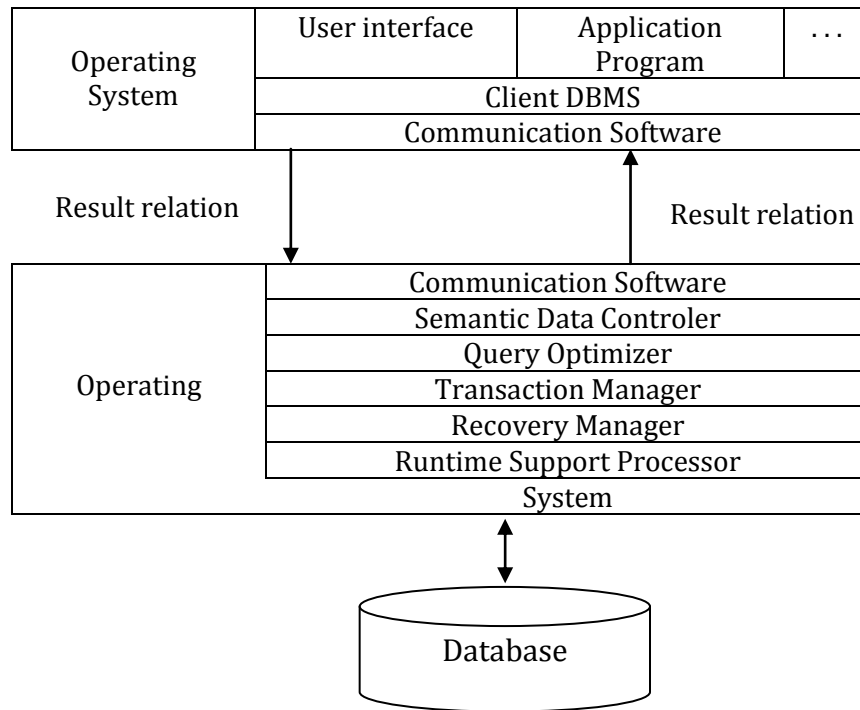 User interface
Application
Program
. . .
Operating
System
Client DBMS
Communication Software
Result relation
Result relation
Communication Software
Semantic Data Controler
Query Optimizer
Operating
Transaction Manager
Recovery Manager
Runtime Support Processor
System
Database